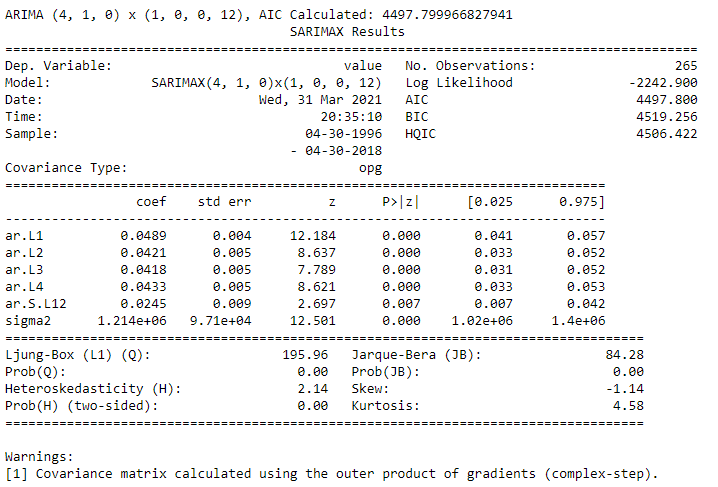 ARIMA (4, 1, 0) x (1, 0, 0, 12), AIC Calculated: 4497.799966827941
SARIMAX Results
==========================================================================================
Dep. Variable: value No. Observations: 265
Model: SARIMAX(4, 1, 0)x(1, 0, 0, 12) Log Likelihood -2242.900
Date: Wed, 31 Mar 2021 AIC 4497.800
Time: 20:35:10 BIC 4519.256
Sample: 04-30-1996 HQIC 4506.422
- 04-30-2018
Covariance Type: opg
==============================================================================
coef std err z P>|z| [0.025 0.975]
------------------------------------------------------------------------------
ar.L1 0.0489 0.004 12.184 0.000 0.041 0.057
ar.L2 0.0421 0.005 8.637 0.000 0.033 0.052
ar.L3 0.0418 0.005 7.789 0.000 0.031 0.052
ar.L4 0.0433 0.005 8.621 0.000 0.033 0.053
ar.S.L12 0.0245 0.009 2.697 0.007 0.007 0.042
sigma2 1.214e+06 9.71e+04 12.501 0.000 1.02e+06 1.4e+06
===================================================================================
Ljung-Box (L1) (Q): 195.96 Jarque-Bera (JB): 84.28
Prob(Q): 0.00 Prob(JB): 0.00
Heteroskedasticity (H): 2.14 Skew: -1.14
Prob(H) (two-sided): 0.00 Kurtosis: 4.58
===================================================================================
Warnings:
[1] Covariance matrix calculated using the outer product of gradients (complex-step).